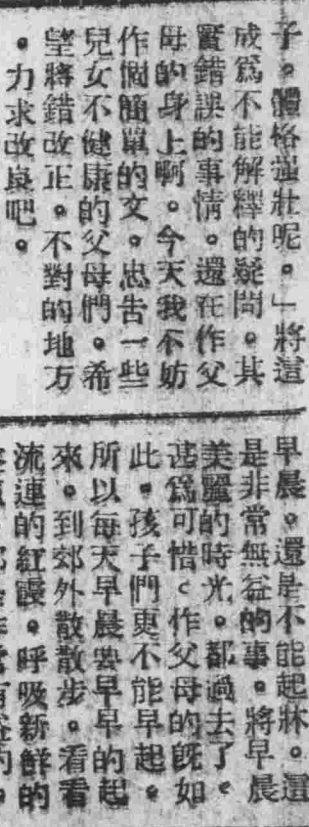 子。體格強壯呢。」將這
成爲不能解釋的疑問。其
實錯誤的事情。還在作父
母的身上啊。今天我不妨
作個簡單的文。忠告一些
兒女不健康的父母們。希
望將錯改正。不對的地方
。力求改良吧。
早晨。還是不能起牀。這
是非常無益的事。將早晨
美麗的時光。都過去了。
甚爲可惜。作父母的旣如
此。孩子們更不能早起。
所以每天早晨要早早的起
來。到郊外散散步。看看
流連的紅霞。呼吸新鮮的